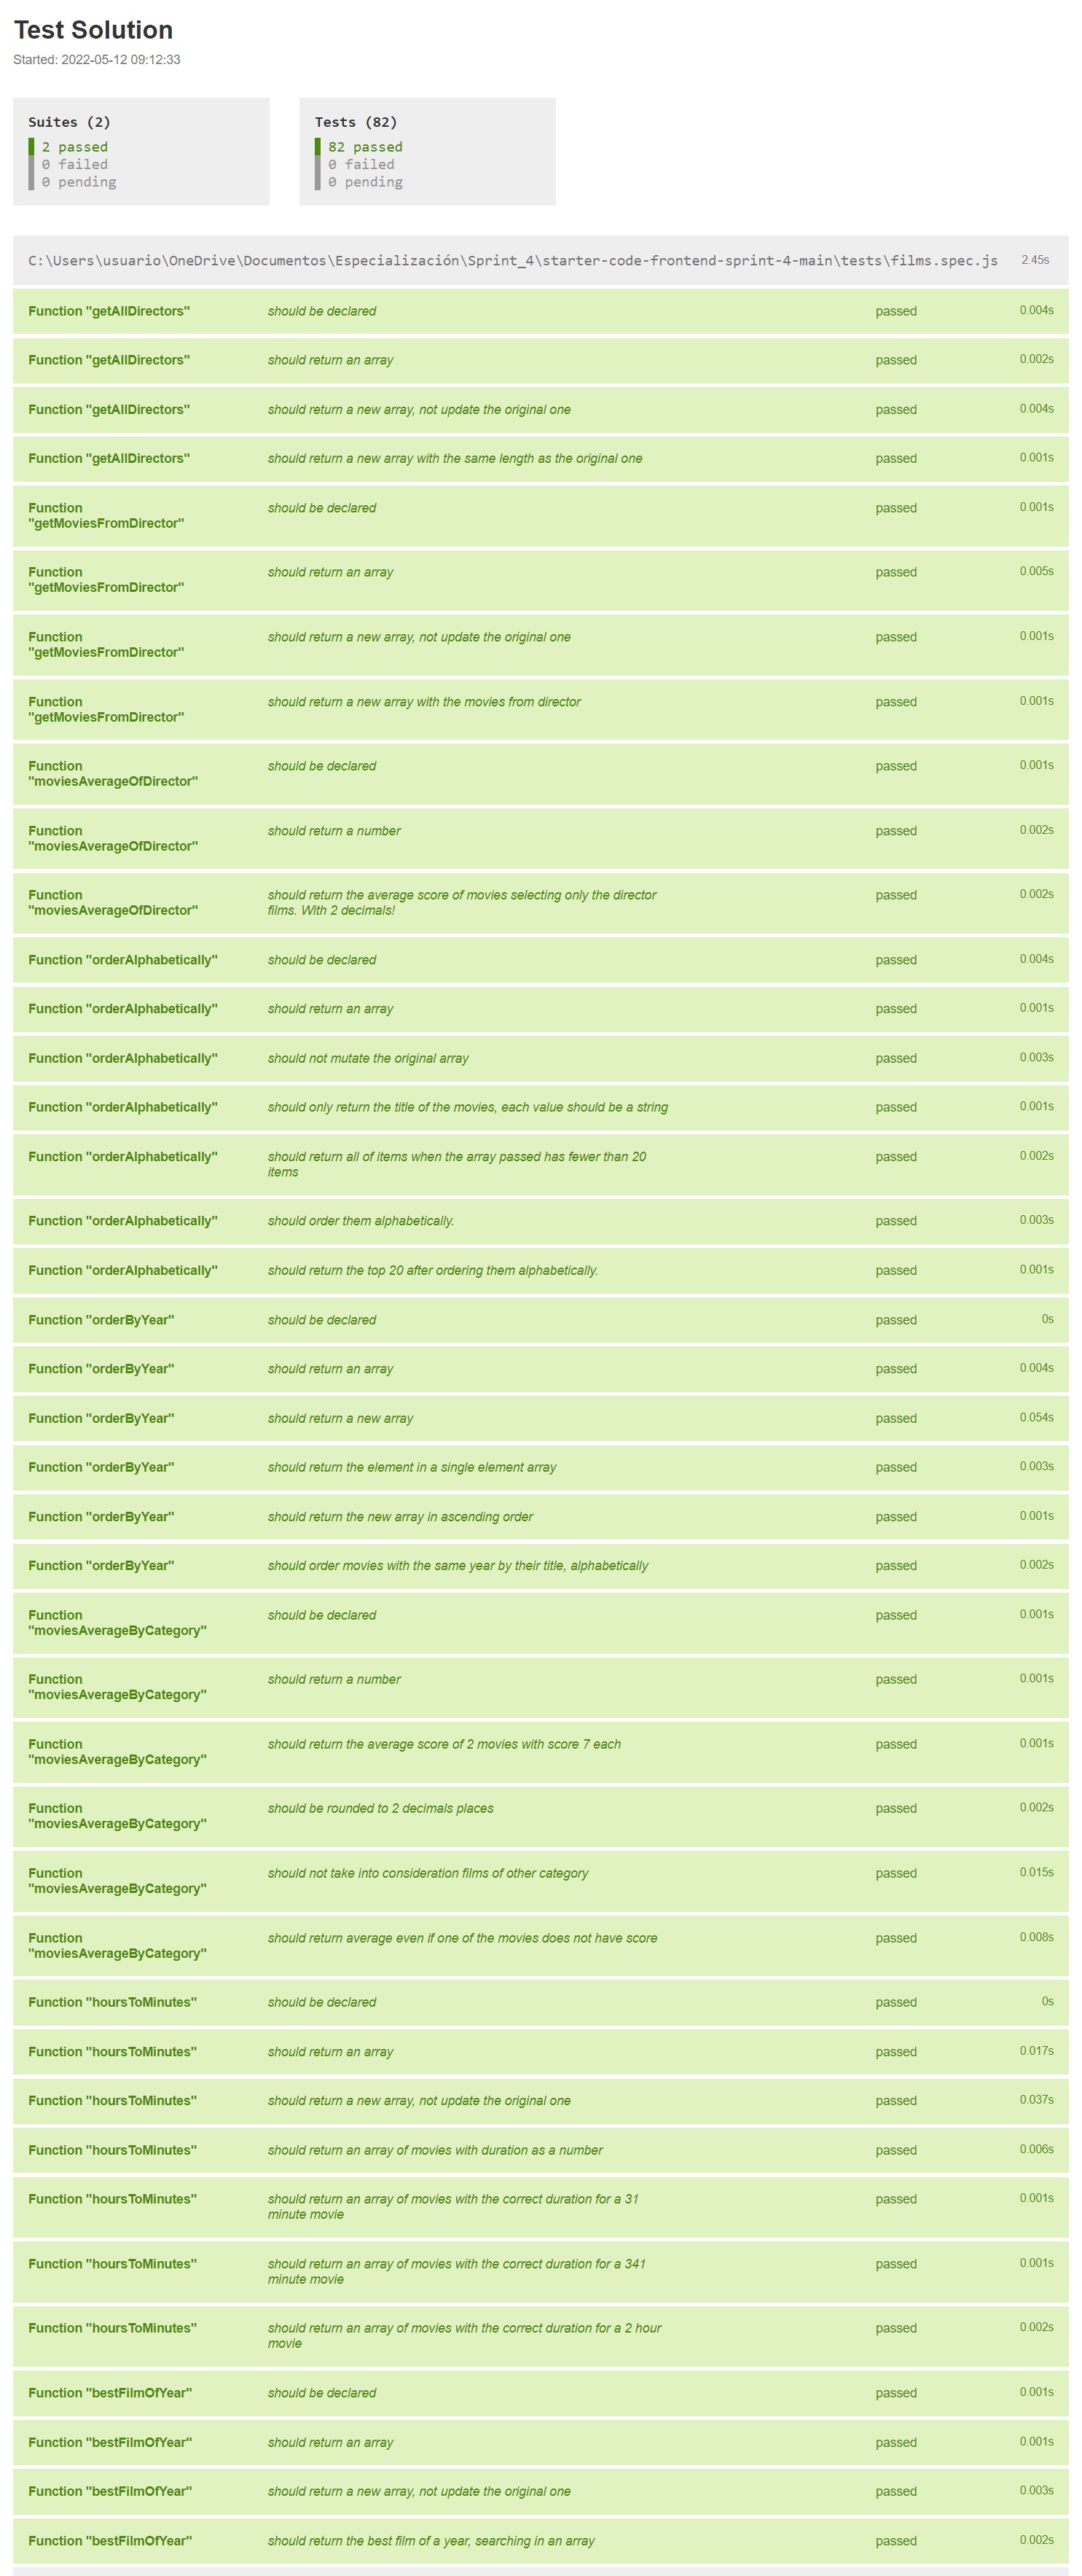 Test Solution
Started: 2022-05-12 09:12:33
Suites (2)
2 passed
0 failed
0 pending
Tests (82)
82 passed
0 failed
0 pending
C:\Users\usuario\OneDrive\Documentos\Especialización\Sprint_4\starter-code-frontend-sprint-4-main\tests\films.spec.js 2.45s
Function "getAllDirectors" should be declared passed 0.004s
Function "getAllDirectors" should return an array passed 0.002s
Function "getAllDirectors" should return a new array, not update the original one passed 0.004s
Function "getAllDirectors" should return a new array with the same length as the original one passed 0.001s
Function should be declared passed 0.001s
"getMoviesFromDirector"
Function should return an array passed 0.005s
"getMoviesFromDirector"
Function should return a new array, not update the original one passed 0.001s
"getMoviesFromDirector"
Function should return a new array with the movies from director passed 0.001s
"getMoviesFromDirector"
Function should be declared passed 0.001s
"moviesAverageOfDirector"
Function should return a number passed 0.002s
"moviesAverageOfDirector"
Function should return the average score of movies selecting only the director passed 0.002s
"moviesAverageOfDirector" films. With 2 decimals!
Function "orderAlphabetically" should be declared passed 0.004s
Function "orderAlphabetically" should return an array passed 0.001s
Function "orderAlphabetically" should not mutate the original array passed 0.003s
Function "orderAlphabetically" should only return the title of the movies, each value should be a string passed 0.001s
Function "orderAlphabetically" should return all of items when the array passed has fewer than 20 passed 0.002s
items
Function "orderAlphabetically" should order them alphabetically. passed 0.003s
Function "orderAlphabetically" should return the top 20 after ordering them alphabetically. passed 0.001s
Function "orderByYear" should be declared passed 0s
Function "orderByYear" should return an array passed 0.004s
Function "orderByYear" should return a new array passed 0.054s
Function "orderByYear" should return the element in a single element array passed 0.003s
Function "orderByYear" should return the new array in ascending order passed 0.001s
Function "orderByYear" should order movies with the same year by their title, alphabetically passed 0.002s
Function should be declared passed 0.001s
"moviesAverageByCategory"
Function should return a number passed 0.001s
"moviesAverageByCategory"
Function should return the average score of 2 movies with score 7 each passed 0.001s
"moviesAverageByCategory"
Function should be rounded to 2 decimals places passed 0.002s
"moviesAverageByCategory"
Function should not take into consideration films of other category passed 0.015s
"moviesAverageByCategory"
Function should return average even if one of the movies does not have score passed 0.008s
"moviesAverageByCategory"
Function "hoursToMinutes" should be declared passed 0s
Function "hoursToMinutes" should return an array passed 0.017s
Function "hoursToMinutes" should return a new array, not update the original one passed 0.037s
Function "hoursToMinutes" should return an array of movies with duration as a number passed 0.006s
Function "hoursToMinutes" should return an array of movies with the correct duration for a 31 passed 0.001s
minute movie
Function "hoursToMinutes" should return an array of movies with the correct duration for a 341 passed 0.001s
minute movie
Function "hoursToMinutes" should return an array of movies with the correct duration for a 2 hour passed 0.002s
movie
Function "bestFilmOfYear" should be declared passed 0.001s
Function "bestFilmOfYear" should return an array passed 0.001s
Function "bestFilmOfYear" should return a new array, not update the original one passed 0.003s
Function "bestFilmOfYear" should return the best film of a year, searching in an array passed 0.002s